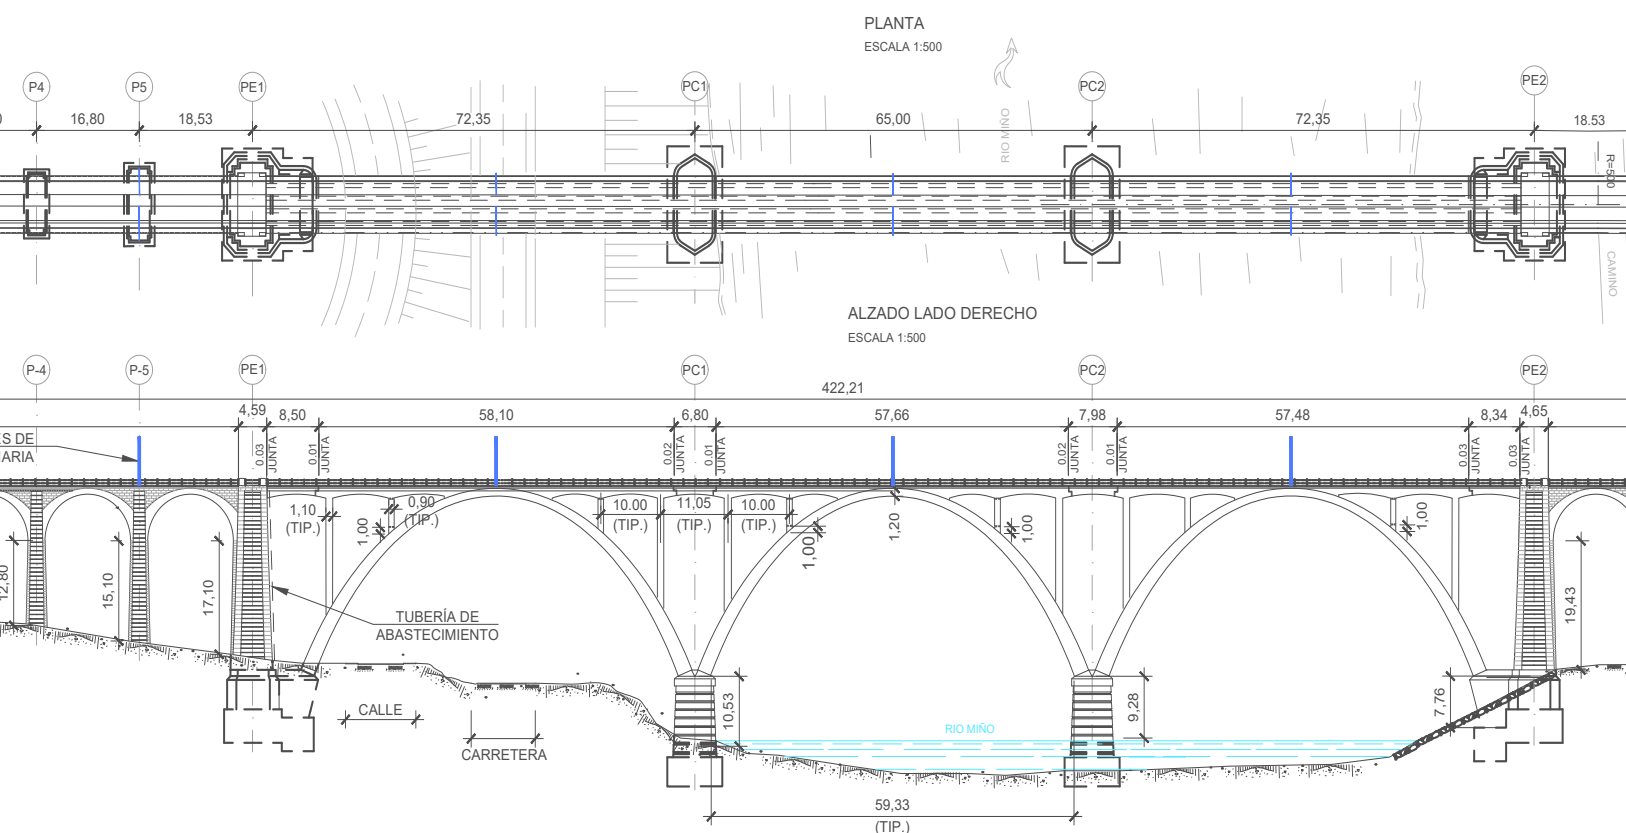 PLANTA
ESCALA 1:500
P4
P5
PE1
PC1
PC2
PE2
0
16,80
18,53
72,35
65,00
72,35
18.53
RIO MIÑO
R=500
CAMINO
ALZADO LADO DERECHO
ESCALA 1:500
P-4
P-5
PE1
PC1
PC2
PE2
422,21
4,59
8,50
58,10
6,80
57,66
7,98
57,48
8,34
4,65
ES DE
ARIA
0.03
JUNTA
0.01
JUNTA
0.02
JUNTA
0.01
JUNTA
0.02
JUNTA
0.01
JUNTA
0.03
JUNTA
0.03
JUNTA
1,10
(TIP.)
1,00
0,90
(TIP.)
10.00
(TIP.)
11,05
(TIP.)
10.00
(TIP.)
1,00
1,20
1,00
1,00
12,80
15,10
17,10
19,43
TUBERÍA DE
ABASTECIMIENTO
CALLE
CARRETERA
10,53
RIO MIÑO
9,28
7,76
59,33
(TIP.)